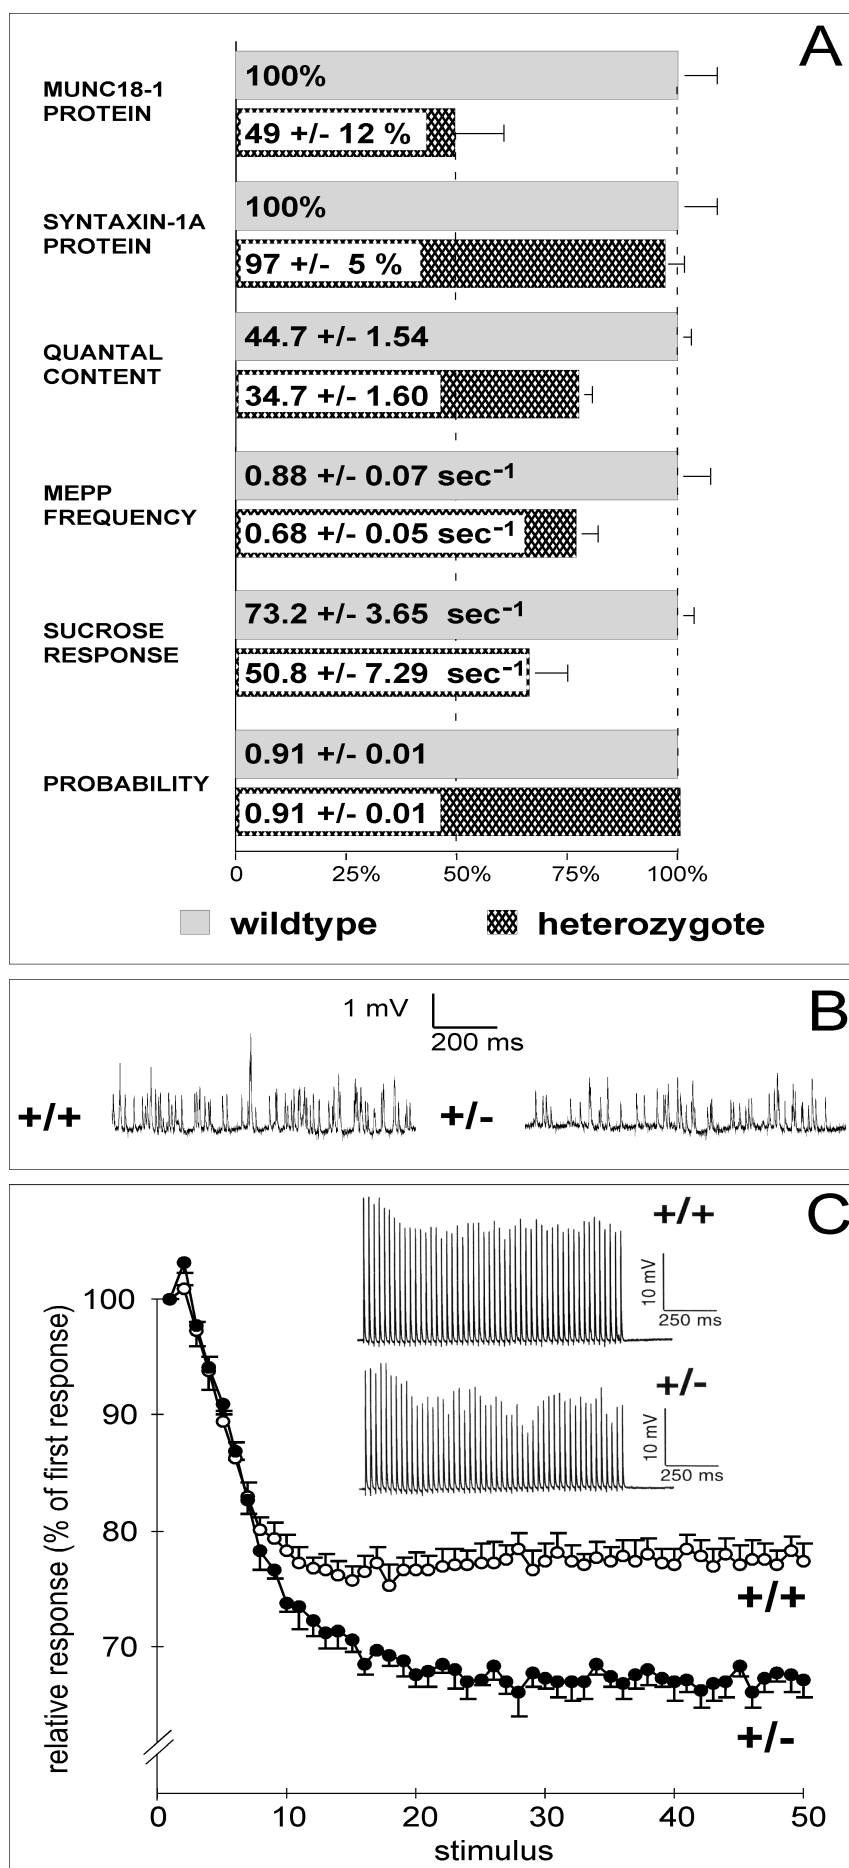 A
MUNC18-1
PROTEIN
100%
49 +/- 12 %
SYNTAXIN-1A
PROTEIN
100%
97 +/- 5 %
QUANTAL
CONTENT
44.7 +/- 1.54
34.7 +/- 1.60
MEPP
FREQUENCY
0.88 +/- 0.07 sec⁻¹
0.68 +/- 0.05 sec⁻¹
SUCROSE
RESPONSE
73.2 +/- 3.65 sec⁻¹
50.8 +/- 7.29 sec⁻¹
PROBABILITY
0.91 +/- 0.01
0.91 +/- 0.01
0 25% 50% 75% 100%
wildtype heterozygote
B
1 mV
200 ms
+/+
+/-
C
+/+
10 mV
250 ms
+/-
10 mV
250 ms
relative response (% of first response)
100
90
80
70
+/+
+/-
0 10 20 30 40 50
stimulus